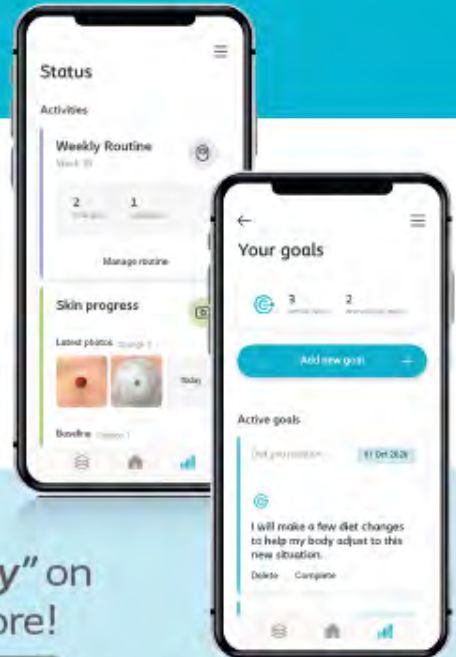 Status
Activities
Weekly Routine
2
1
Manage routine
Skin progress
Latest photos
Today
Baseline
Your goals
3
2
Add new goal +
Active goals
I will make a few diet changes
to help my body adjust to this
new situation.
Delete Complete
y" on
ore!